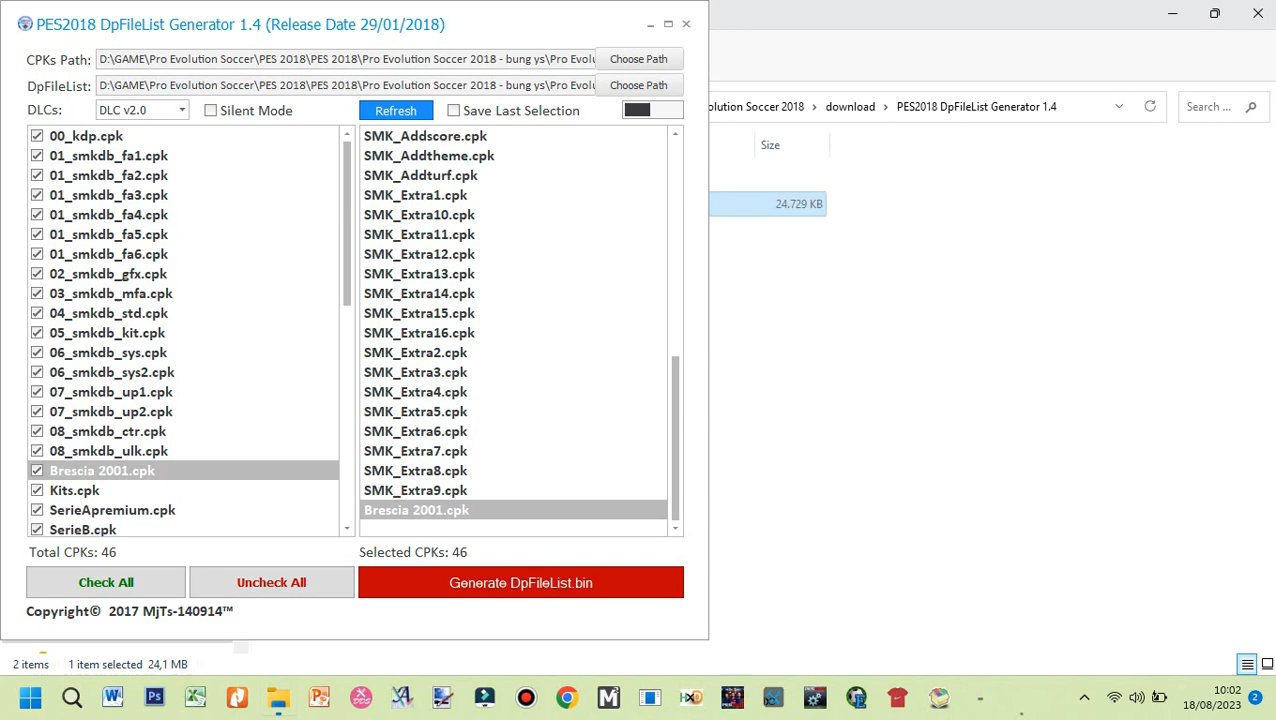 PES2018 DpFileList Generator 1.4 (Release Date 29/01/2018)
CPKs Path: D:\GAME\Pro Evolution Soccer\PES 2018\PES 2018\Pro Evolution Soccer 2018 - bung ys\Pro Evolu Choose Path
DpFileList: D:\GAME\Pro Evolution Soccer\PES 2018\PES 2018\Pro Evolution Soccer 2018 - bung ys\Pro Evolu Choose Path
DLCs: DLC v2.0 Silent Mode Refresh Save Last Selection
olution Soccer 2018 › download › PES2018 DpFileList Generator 1.4 Search ...
Size
24.729 KB
00_kdp.cpk
01_smkdb_fa1.cpk
01_smkdb_fa2.cpk
01_smkdb_fa3.cpk
01_smkdb_fa4.cpk
01_smkdb_fa5.cpk
01_smkdb_fa6.cpk
02_smkdb_gfx.cpk
03_smkdb_mfa.cpk
04_smkdb_std.cpk
05_smkdb_kit.cpk
06_smkdb_sys.cpk
06_smkdb_sys2.cpk
07_smkdb_up1.cpk
07_smkdb_up2.cpk
08_smkdb_ctr.cpk
08_smkdb_ulk.cpk
Brescia 2001.cpk
Kits.cpk
SerieApremium.cpk
SerieB.cpk
SMK_Addscore.cpk
SMK_Addtheme.cpk
SMK_Addturf.cpk
SMK_Extra1.cpk
SMK_Extra10.cpk
SMK_Extra11.cpk
SMK_Extra12.cpk
SMK_Extra13.cpk
SMK_Extra14.cpk
SMK_Extra15.cpk
SMK_Extra16.cpk
SMK_Extra2.cpk
SMK_Extra3.cpk
SMK_Extra4.cpk
SMK_Extra5.cpk
SMK_Extra6.cpk
SMK_Extra7.cpk
SMK_Extra8.cpk
SMK_Extra9.cpk
Brescia 2001.cpk
Total CPKs: 46
Selected CPKs: 46
Check All
Uncheck All
Generate DpFileList.bin
Copyright© 2017 MjTs-140914™
2 items 1 item selected 24,1 MB
10:02
18/08/2023
2